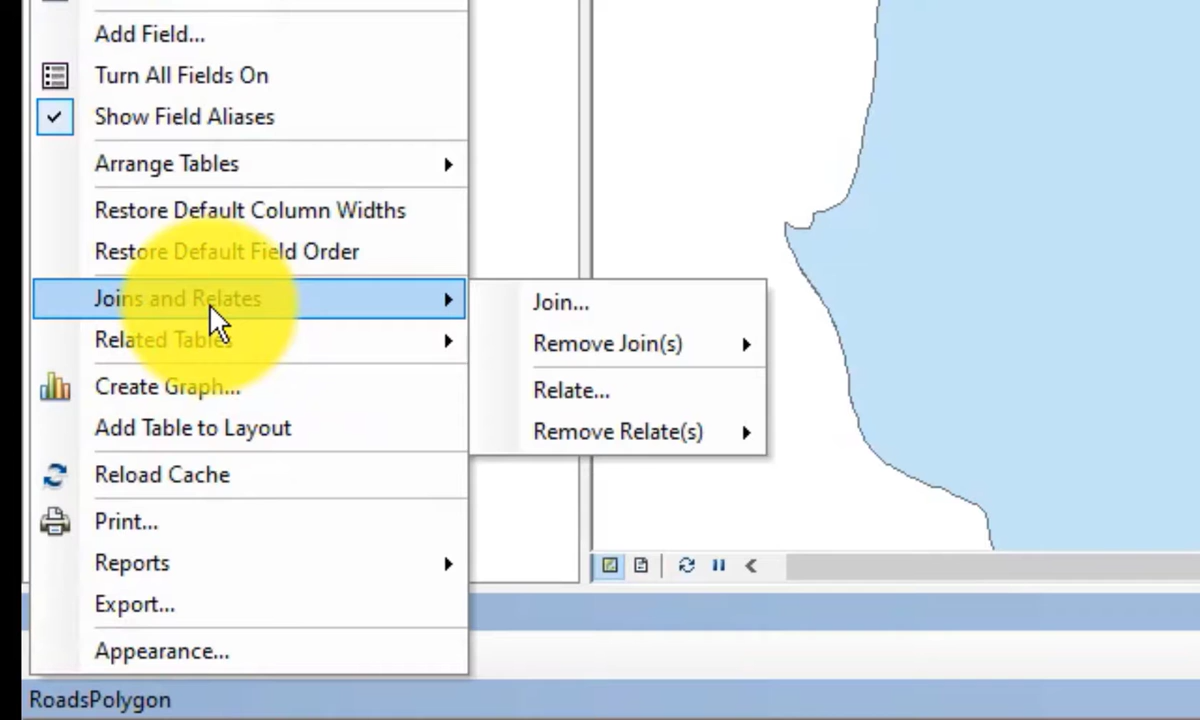 Add Field...
Turn All Fields On
Show Field Aliases
Arrange Tables
Restore Default Column Widths
Restore Default Field Order
Joins and Relates
Related Tables
Create Graph...
Add Table to Layout
Reload Cache
Print...
Reports
Export...
Appearance...
Join...
Remove Join(s)
Relate...
Remove Relate(s)
RoadsPolygon